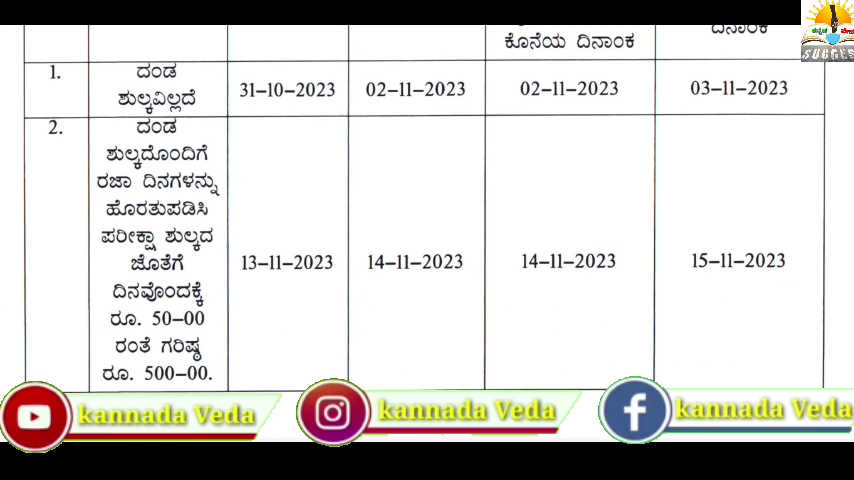 ಕೊನೆಯ ದಿನಾಂಕ
ದಿನಾಂಕ
1.
ದಂಡ
ಶುಲ್ಕವಿಲ್ಲದೆ
31-10-2023
02-11-2023
02-11-2023
03-11-2023
2.
ದಂಡ
ಶುಲ್ಕದೊಂದಿಗೆ
ರಜಾ ದಿನಗಳನ್ನು
ಹೊರತುಪಡಿಸಿ
ಪರೀಕ್ಷಾ ಶುಲ್ಕದ
ಜೊತೆಗೆ
ದಿನವೊಂದಕ್ಕೆ
ರೂ. 50-00
ರಂತೆ ಗರಿಷ್ಠ
ರೂ. 500-00.
13-11-2023
14-11-2023
14-11-2023
15-11-2023
kannada Veda
kannada Veda
kannada Veda